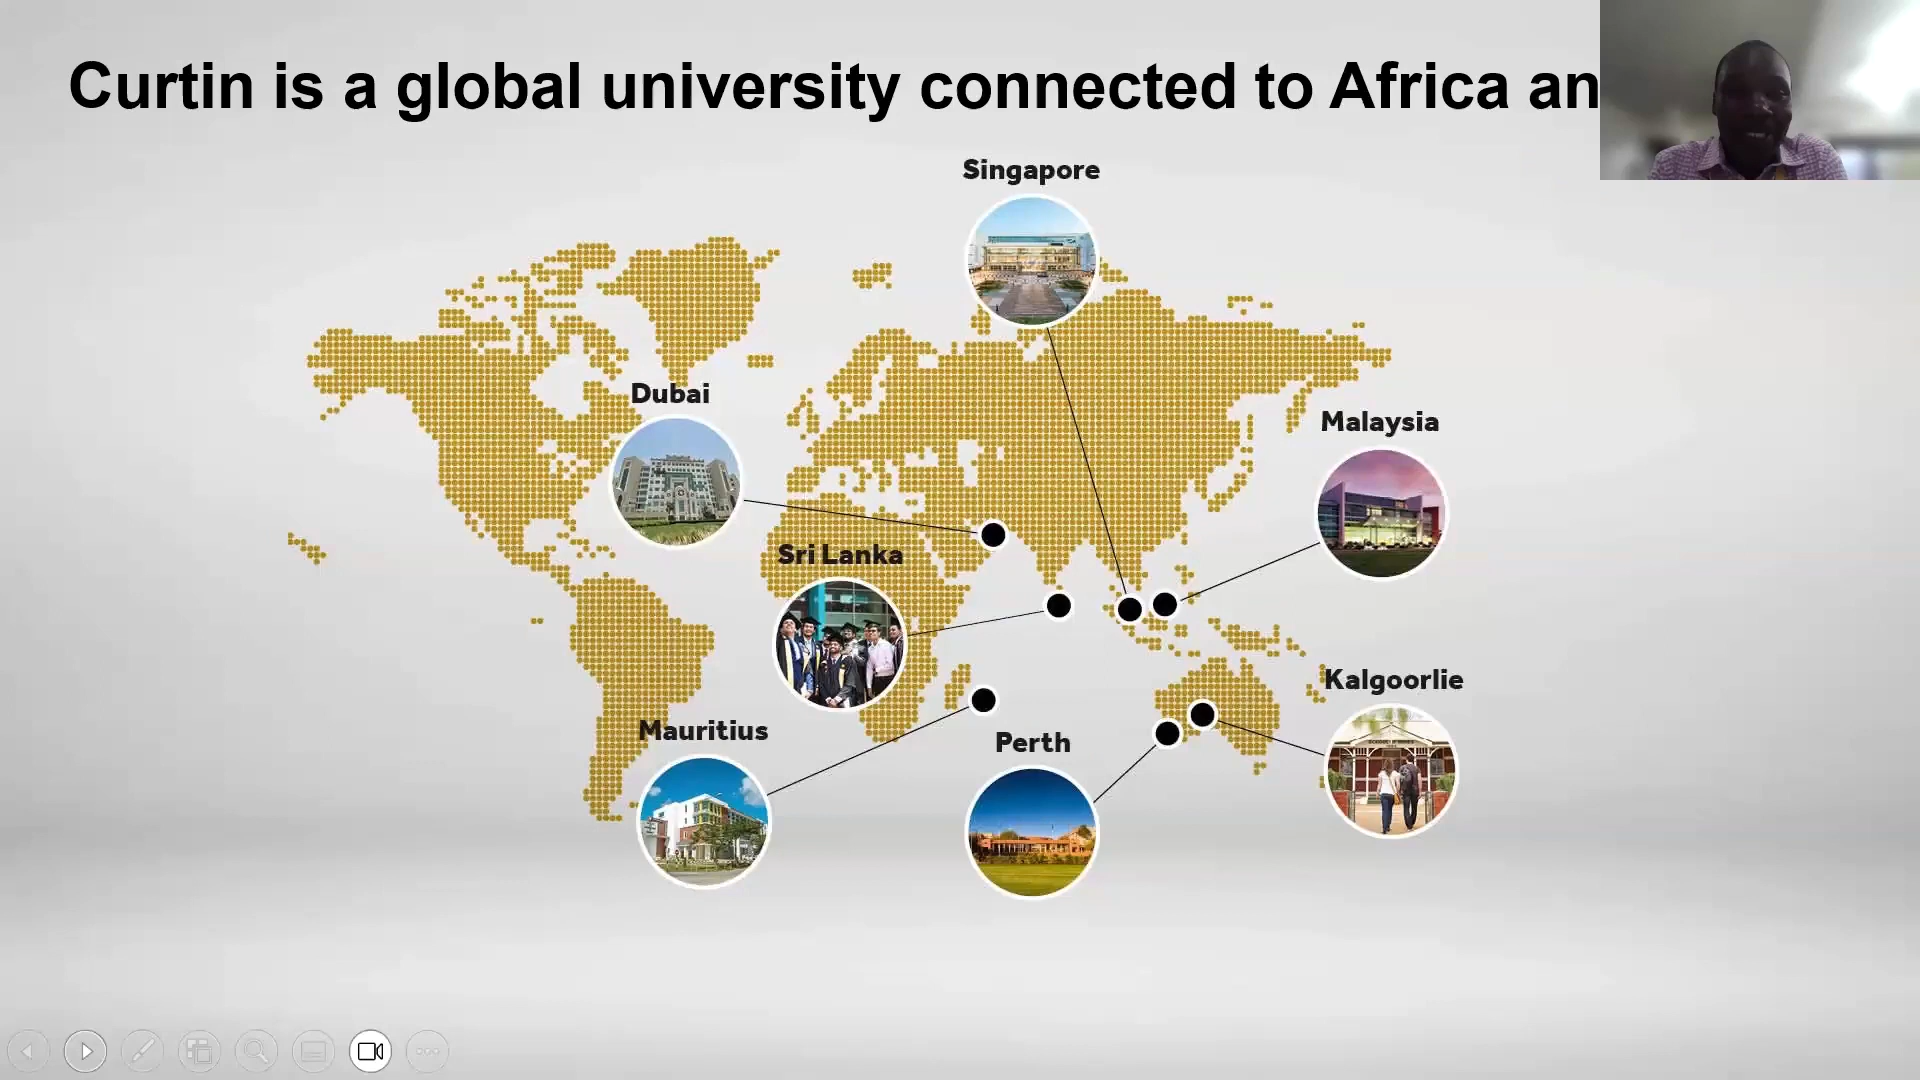 Curtin is a global university connected to Africa an
Singapore
Dubai
Malaysia
Sri Lanka
Kalgoorlie
Mauritius
Perth